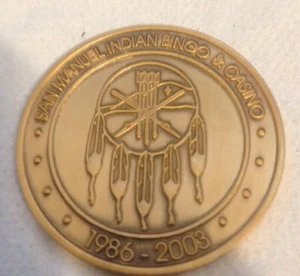 • SAN MANUEL INDIAN BINGO & CASINO •
1986 - 2003